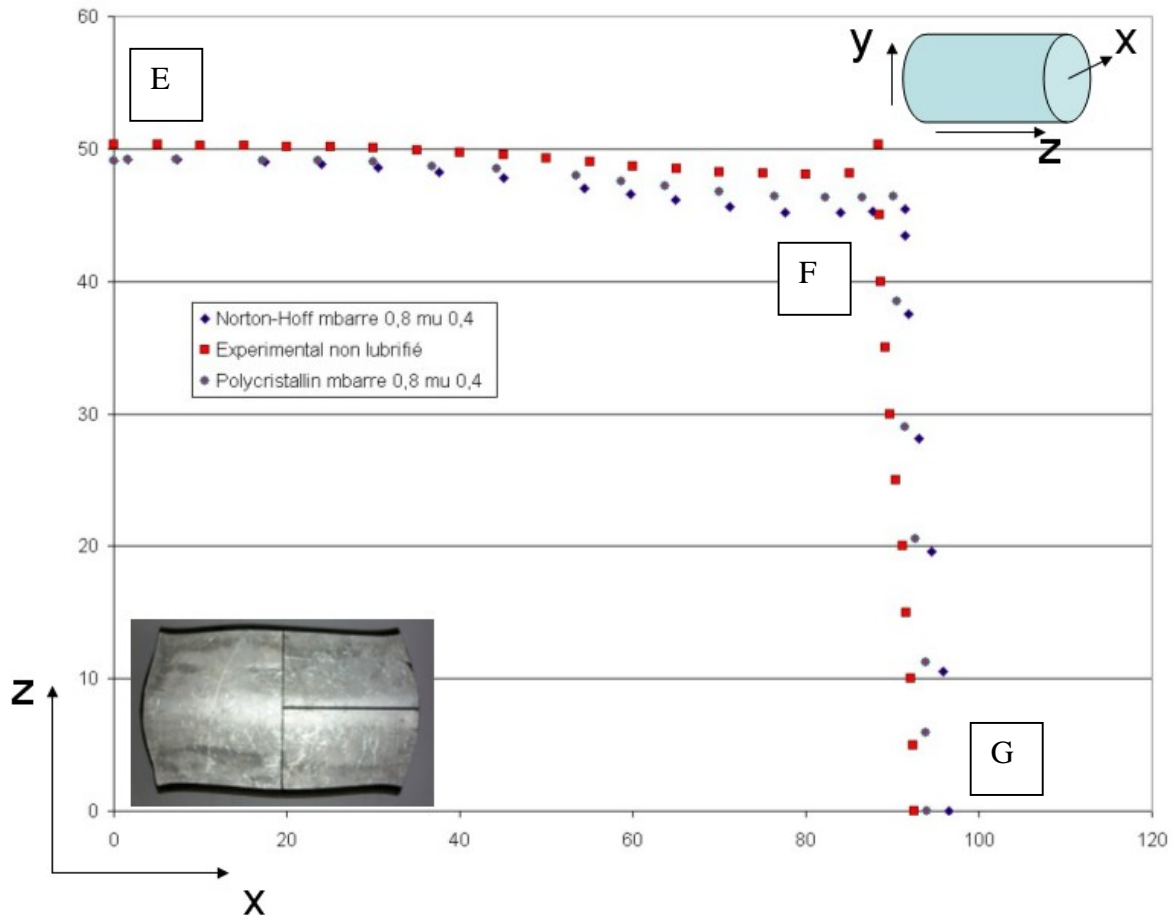 60
E
y
x
z
50
F
40
Norton-Hoff mbarre 0,8 mu 0,4
Experimental non lubrifié
Polycristallin mbarre 0,8 mu 0,4
30
20
10
z
G
0
0 20 40 60 80 100 120
x